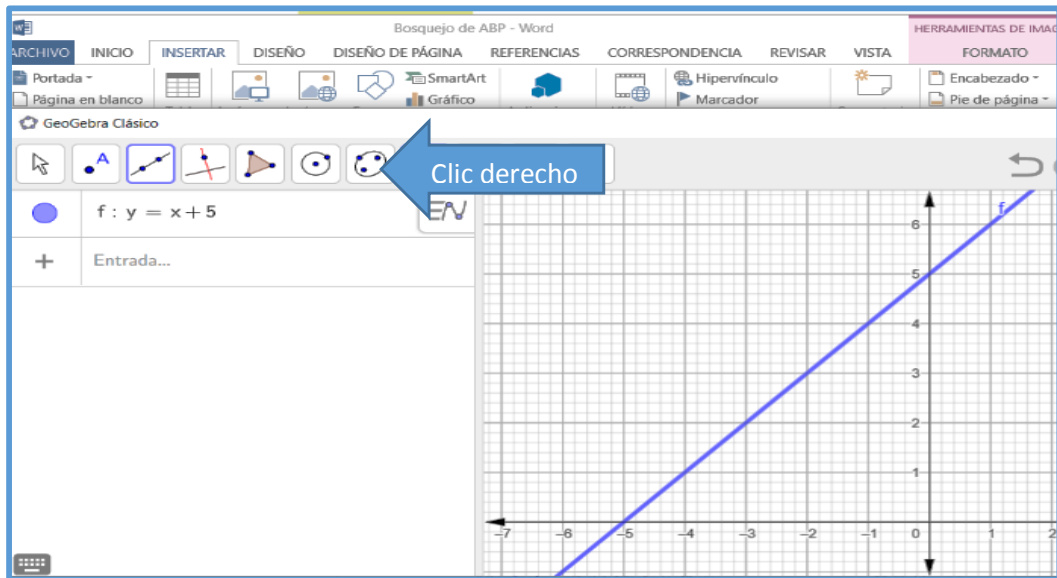 Bosquejo de ABP - Word
HERRAMIENTAS DE IMAG
ARCHIVO INICIO INSERTAR DISEÑO DISEÑO DE PÁGINA REFERENCIAS CORRESPONDENCIA REVISAR VISTA FORMATO
Portada SmartArt Hipervínculo Encabezado
Página en blanco Gráfico Marcador Pie de página
GeoGebra Clásico
A
Clic derecho
f : y = x + 5
Entrada...
f
6
5
4
3
2
1
-7 -6 -5 -4 -3 -2 -1 0 1 2